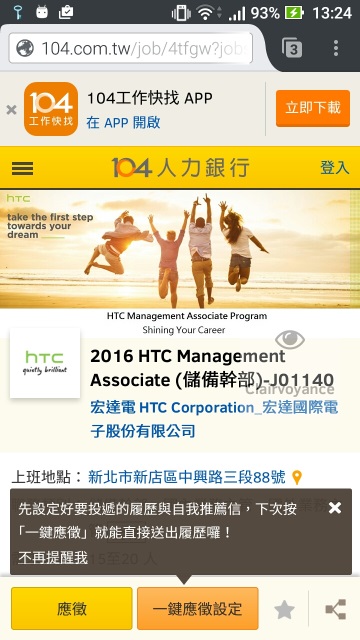 93% 13:24
104.com.tw/job/4tfgw?jobs
3
104
工作快找
104工作快找 APP
在 APP 開啟
立即下載
104人力銀行
登入
htc
take the first step
towards your
dream
HTC Management Associate Program
Shining Your Career
htc
quietly brilliant
2016 HTC Management
Associate (儲備幹部)-J01140
Clairvoyance
宏達電 HTC Corporation_宏達國際電
子股份有限公司
上班地點： 新北市新店區中興路三段88號
先設定好要投遞的履歷與自我推薦信，下次按
「一鍵應徵」就能直接送出履歷囉！
不再提醒我
應徵
一鍵應徵設定